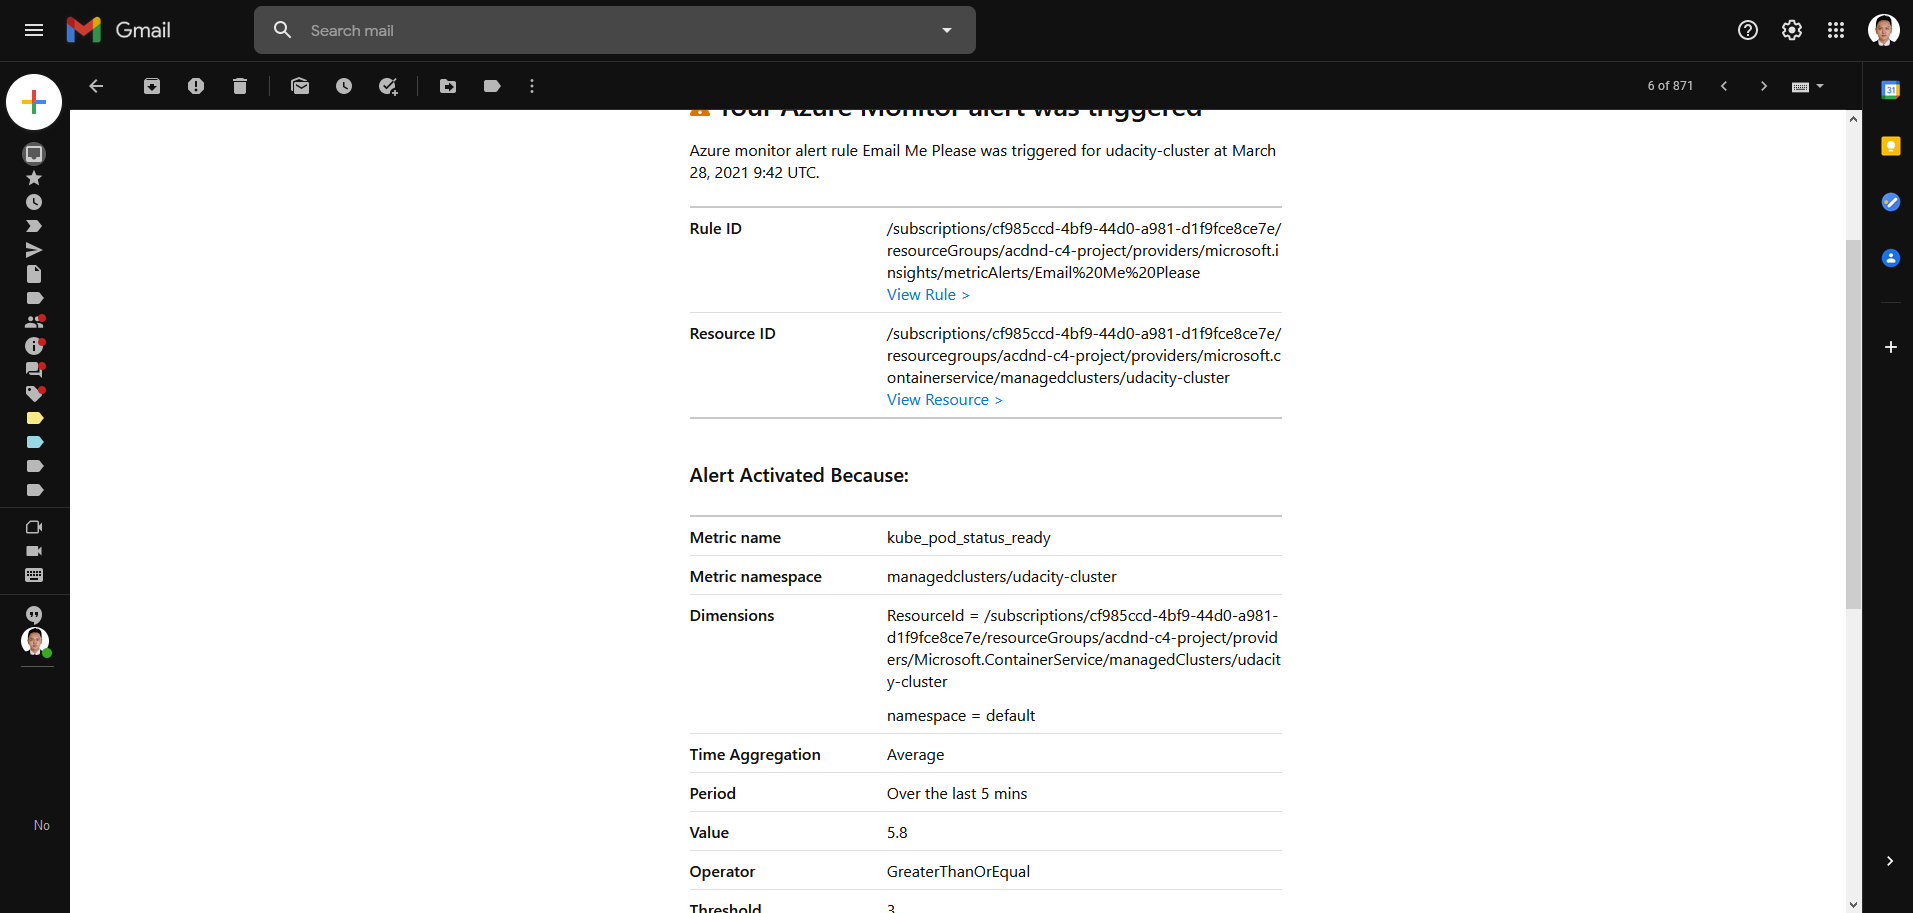 Gmail
Search mail
6 of 871
31
Your Azure Monitor alert was triggered
Azure monitor alert rule Email Me Please was triggered for udacity-cluster at March
28, 2021 9:42 UTC.
Rule ID
/subscriptions/cf985ccd-4bf9-44d0-a981-d1f9fce8ce7e/
resourceGroups/acdnd-c4-project/providers/microsoft.i
nsights/metricAlerts/Email%20Me%20Please
View Rule >
Resource ID
/subscriptions/cf985ccd-4bf9-44d0-a981-d1f9fce8ce7e/
resourcegroups/acdnd-c4-project/providers/microsoft.c
ontainerservice/managedclusters/udacity-cluster
View Resource >
Alert Activated Because:
Metric name kube_pod_status_ready
Metric namespace managedclusters/udacity-cluster
Dimensions
ResourceId = /subscriptions/cf985ccd-4bf9-44d0-a981-
d1f9fce8ce7e/resourceGroups/acdnd-c4-project/provid
ers/Microsoft.ContainerService/managedClusters/udacit
y-cluster
namespace = default
Time Aggregation Average
Period Over the last 5 mins
Value 5.8
Operator GreaterThanOrEqual
Threshold 3
No